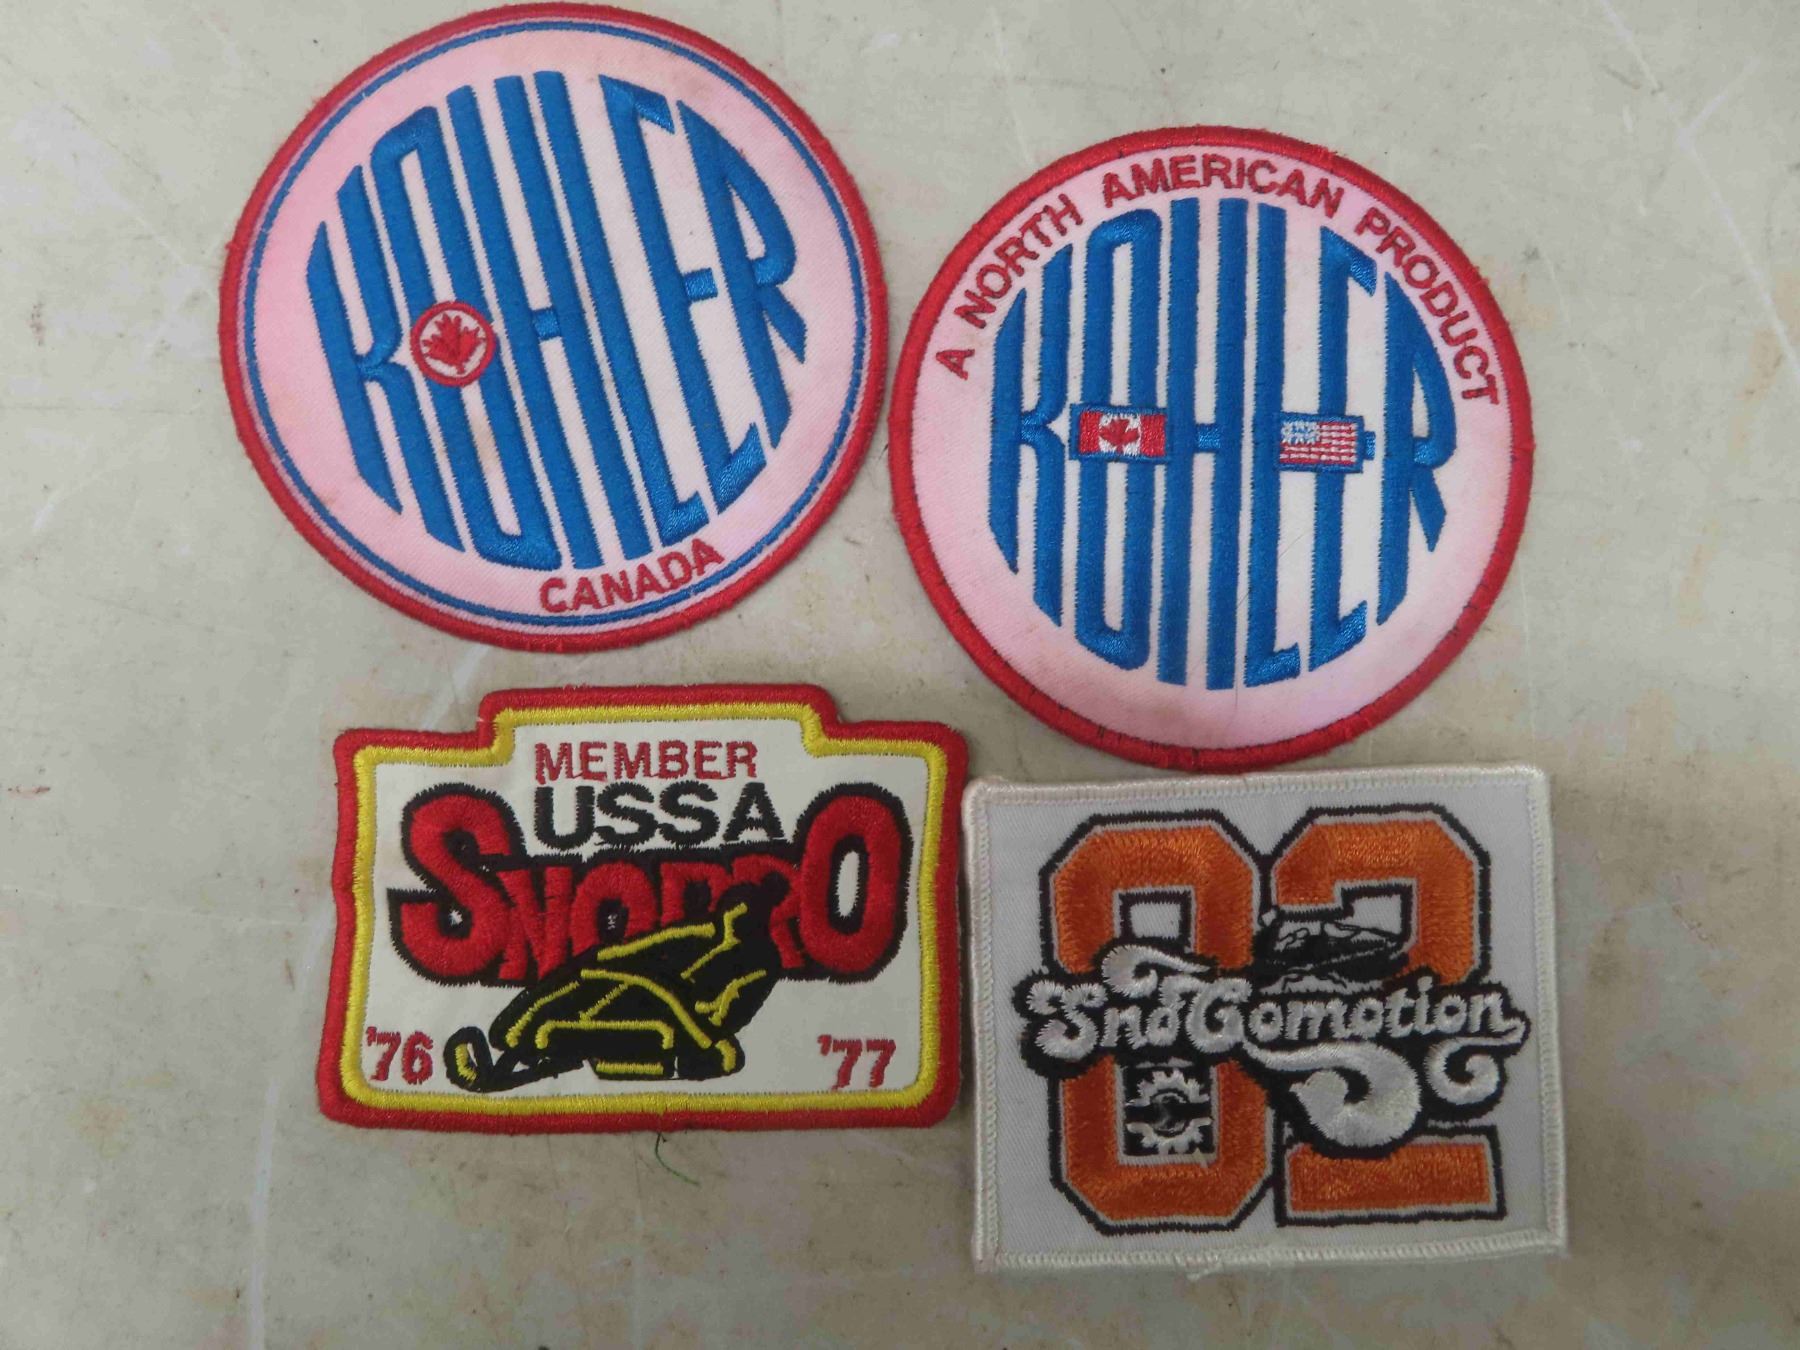 KOHLER
CANADA
A NORTH AMERICAN PRODUCT
KOHLER
MEMBER
USSA
SNOPRO
'76 '77
82
SnoGomotion